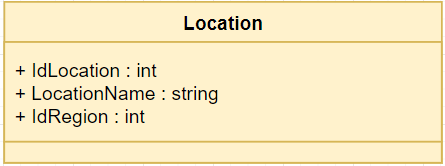 Location
+ IdLocation : int
+ LocationName : string
+ IdRegion : int